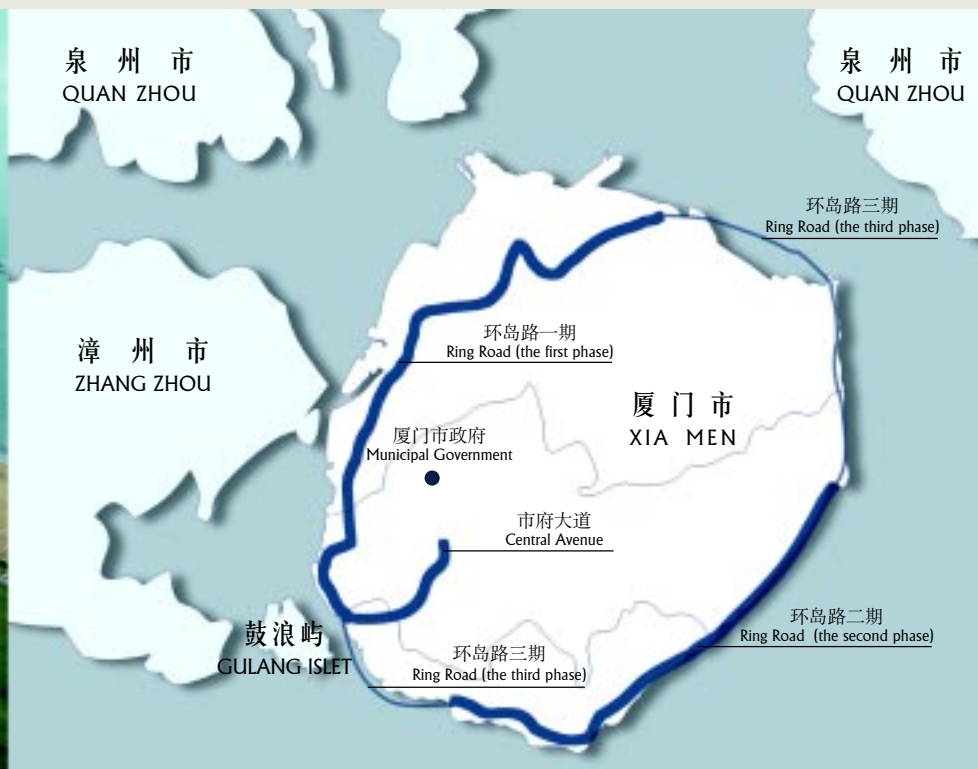 泉州市
QUAN ZHOU
泉州市
QUAN ZHOU
环岛路三期
Ring Road (the third phase)
环岛路一期
Ring Road (the first phase)
漳州市
ZHANG ZHOU
厦门市
XIA MEN
厦门市政府
Municipal Government
市府大道
Central Avenue
环岛路二期
Ring Road (the second phase)
鼓浪屿
GULANG ISLET
环岛路三期
Ring Road (the third phase)